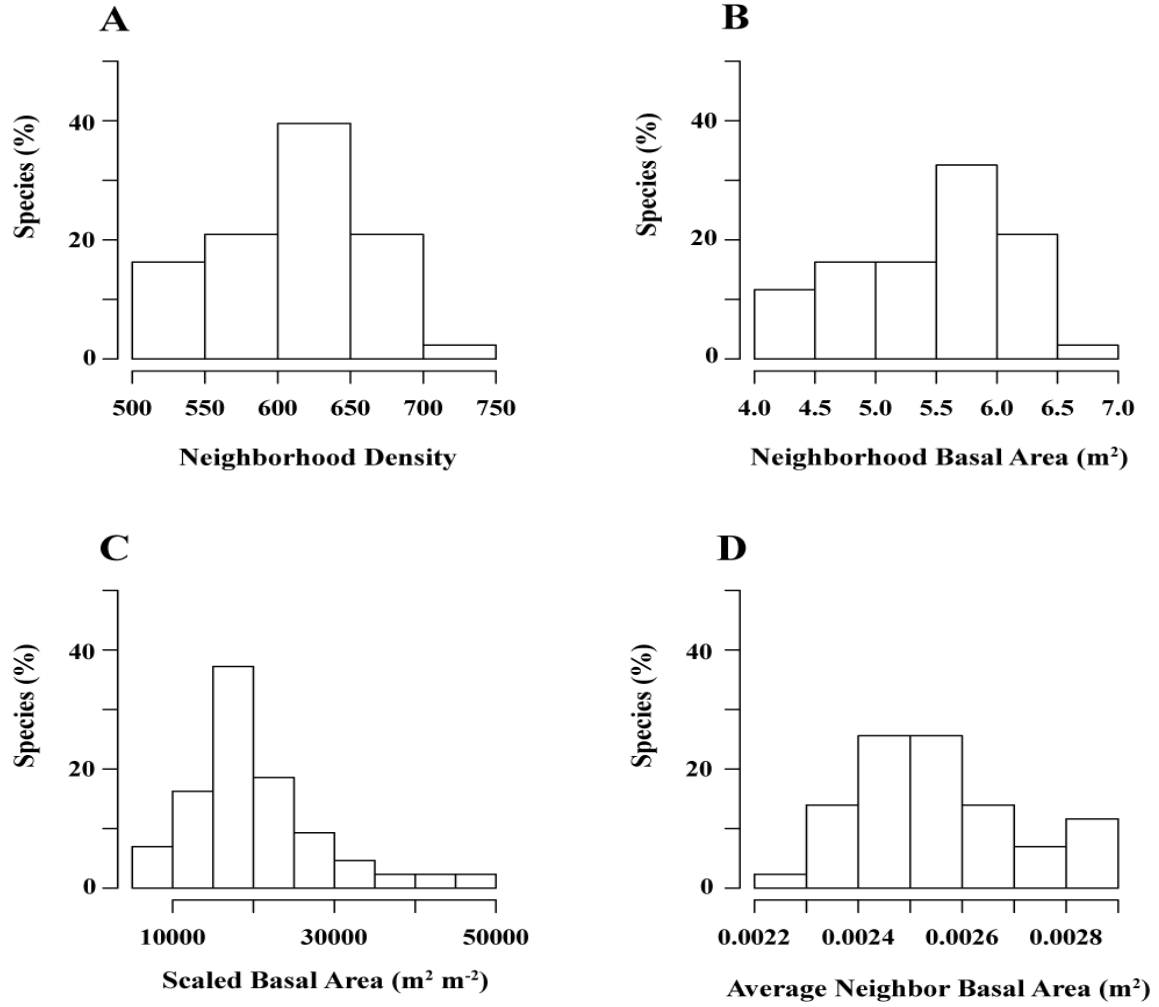 A
Species (%)
40
20
0
500 550 600 650 700 750
Neighborhood Density
B
Species (%)
40
20
0
4.0 4.5 5.0 5.5 6.0 6.5 7.0
Neighborhood Basal Area (m²)
C
Species (%)
40
20
0
10000 30000 50000
Scaled Basal Area (m² m⁻²)
D
Species (%)
40
20
0
0.0022 0.0024 0.0026 0.0028
Average Neighbor Basal Area (m²)